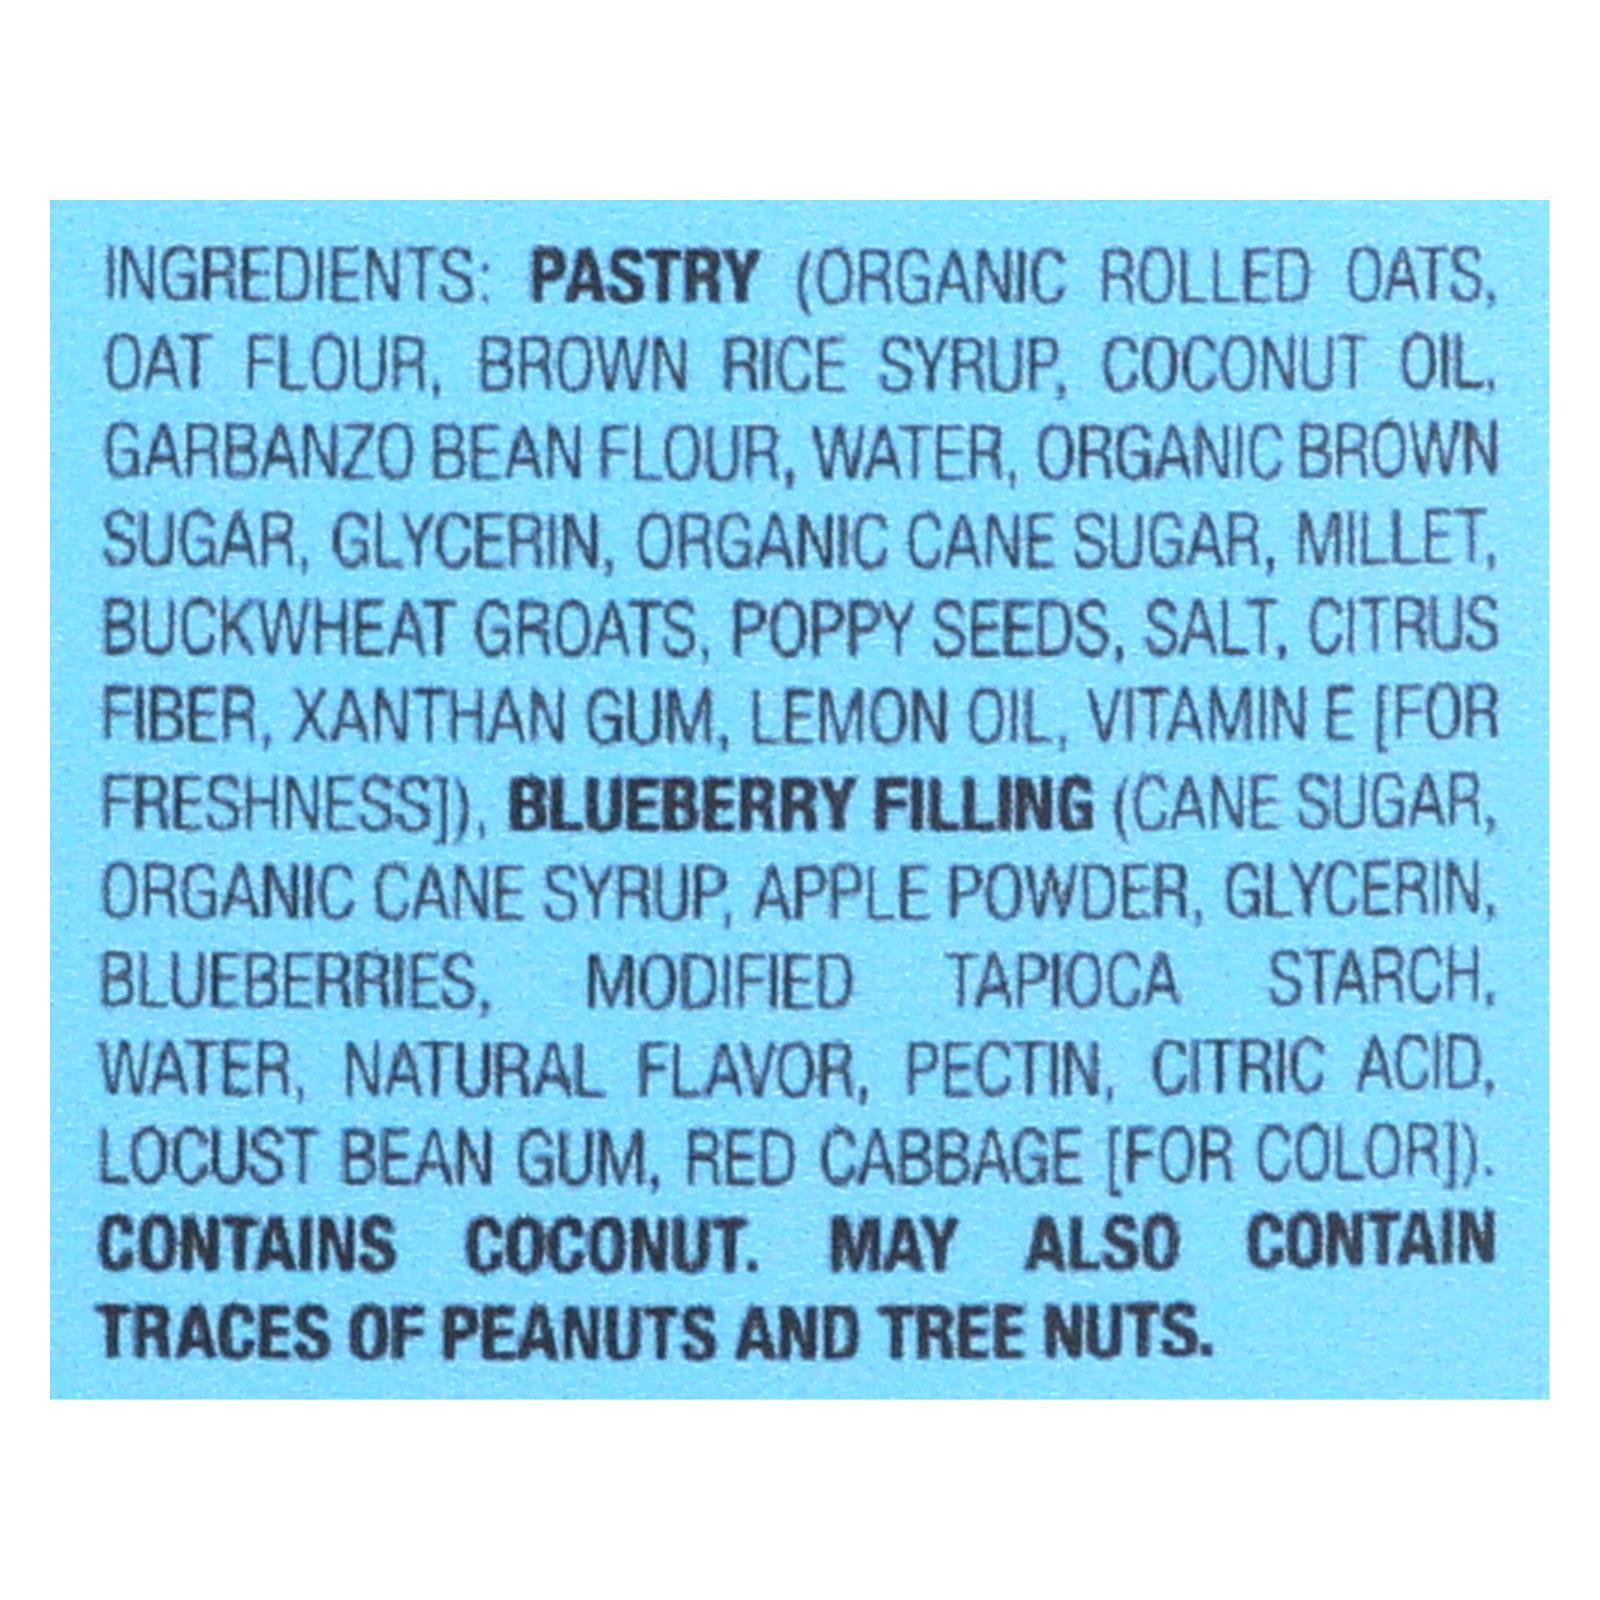 INGREDIENTS: PASTRY (ORGANIC ROLLED OATS,
OAT FLOUR, BROWN RICE SYRUP, COCONUT OIL,
GARBANZO BEAN FLOUR, WATER, ORGANIC BROWN
SUGAR, GLYCERIN, ORGANIC CANE SUGAR, MILLET,
BUCKWHEAT GROATS, POPPY SEEDS, SALT, CITRUS
FIBER, XANTHAN GUM, LEMON OIL, VITAMIN E [FOR
FRESHNESS]), BLUEBERRY FILLING (CANE SUGAR,
ORGANIC CANE SYRUP, APPLE POWDER, GLYCERIN,
BLUEBERRIES, MODIFIED TAPIOCA STARCH,
WATER, NATURAL FLAVOR, PECTIN, CITRIC ACID,
LOCUST BEAN GUM, RED CABBAGE [FOR COLOR]).
CONTAINS COCONUT. MAY ALSO CONTAIN
TRACES OF PEANUTS AND TREE NUTS.